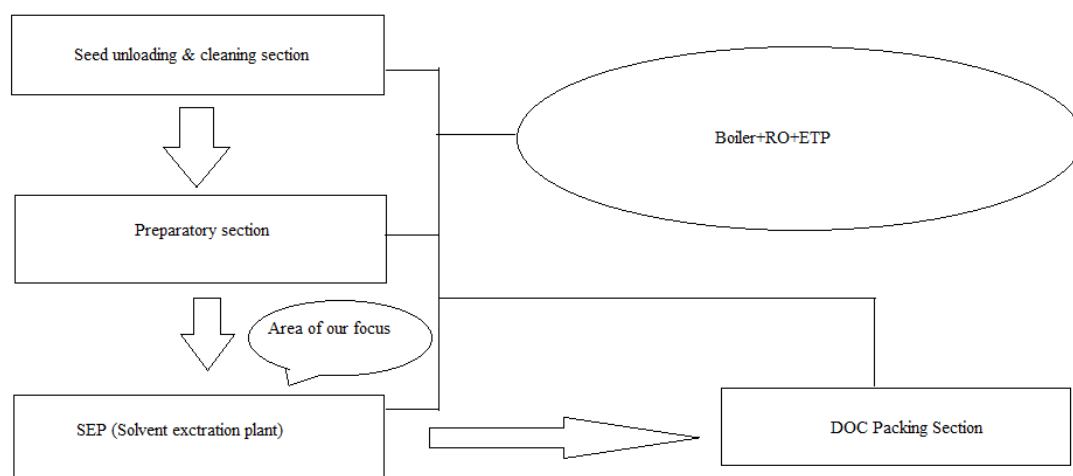 Seed unloading & cleaning section
Boiler+RO+ETP
Preparatory section
Area of our focus
SEP (Solvent exctration plant)
DOC Packing Section